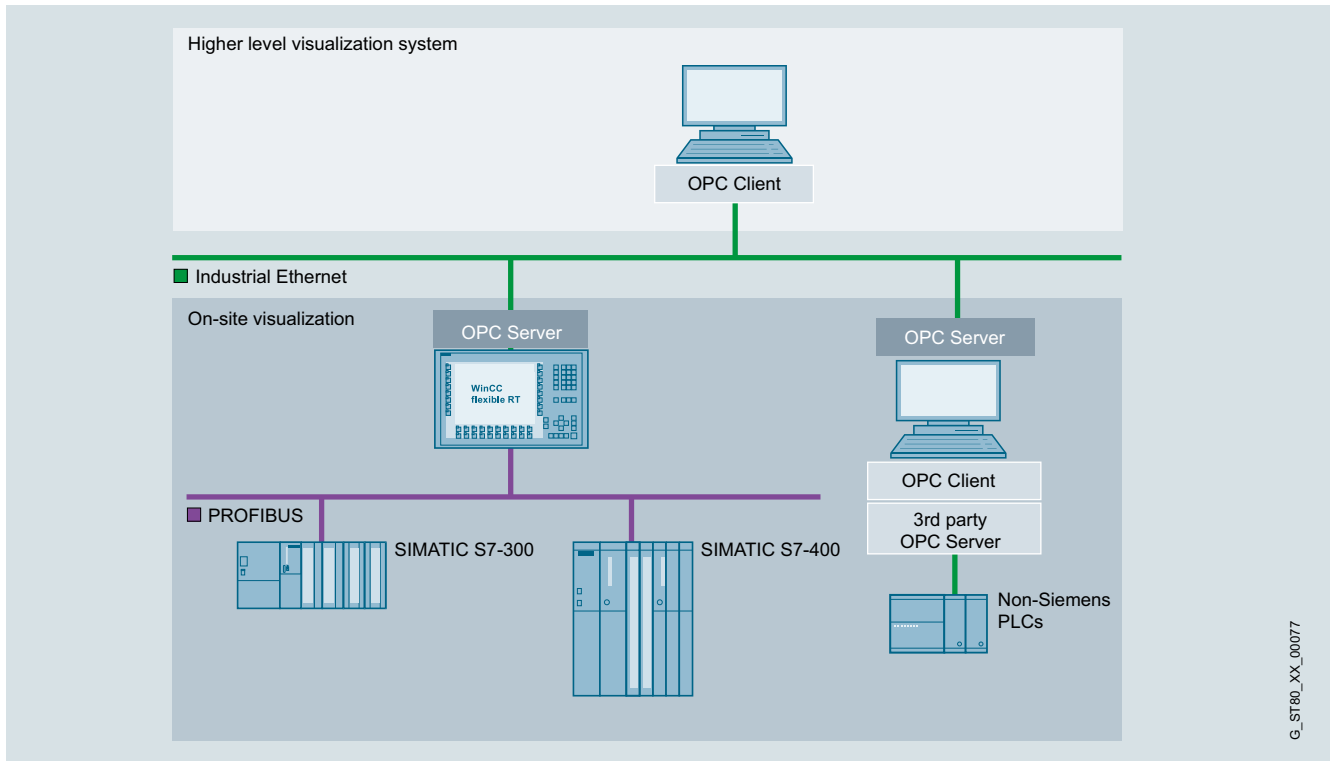 Higher level visualization system
OPC Client
Industrial Ethernet
On-site visualization
OPC Server
OPC Server
WinCC
flexible RT
OPC Client
3rd party
OPC Server
PROFIBUS
SIMATIC S7-300
SIMATIC S7-400
Non-Siemens
PLCs
G_ST80_XX_00077